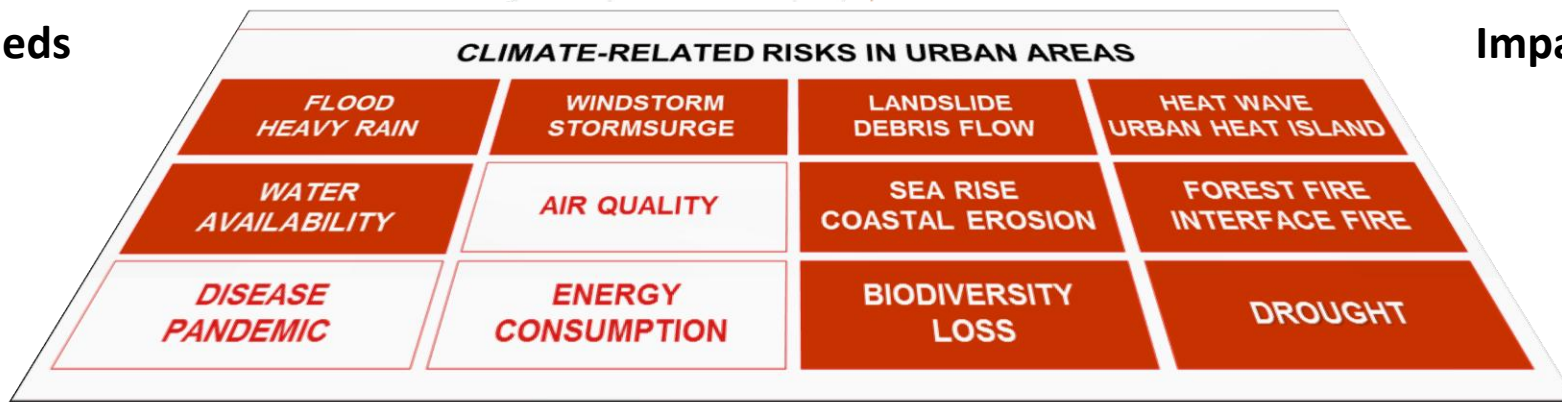 eds
Impa
CLIMATE-RELATED RISKS IN URBAN AREAS
FLOOD
HEAVY RAIN
WINDSTORM
STORMSURGE
LANDSLIDE
DEBRIS FLOW
HEAT WAVE
URBAN HEAT ISLAND
WATER
AVAILABILITY
AIR QUALITY
SEA RISE
COASTAL EROSION
FOREST FIRE
INTERFACE FIRE
DISEASE
PANDEMIC
ENERGY
CONSUMPTION
BIODIVERSITY
LOSS
DROUGHT